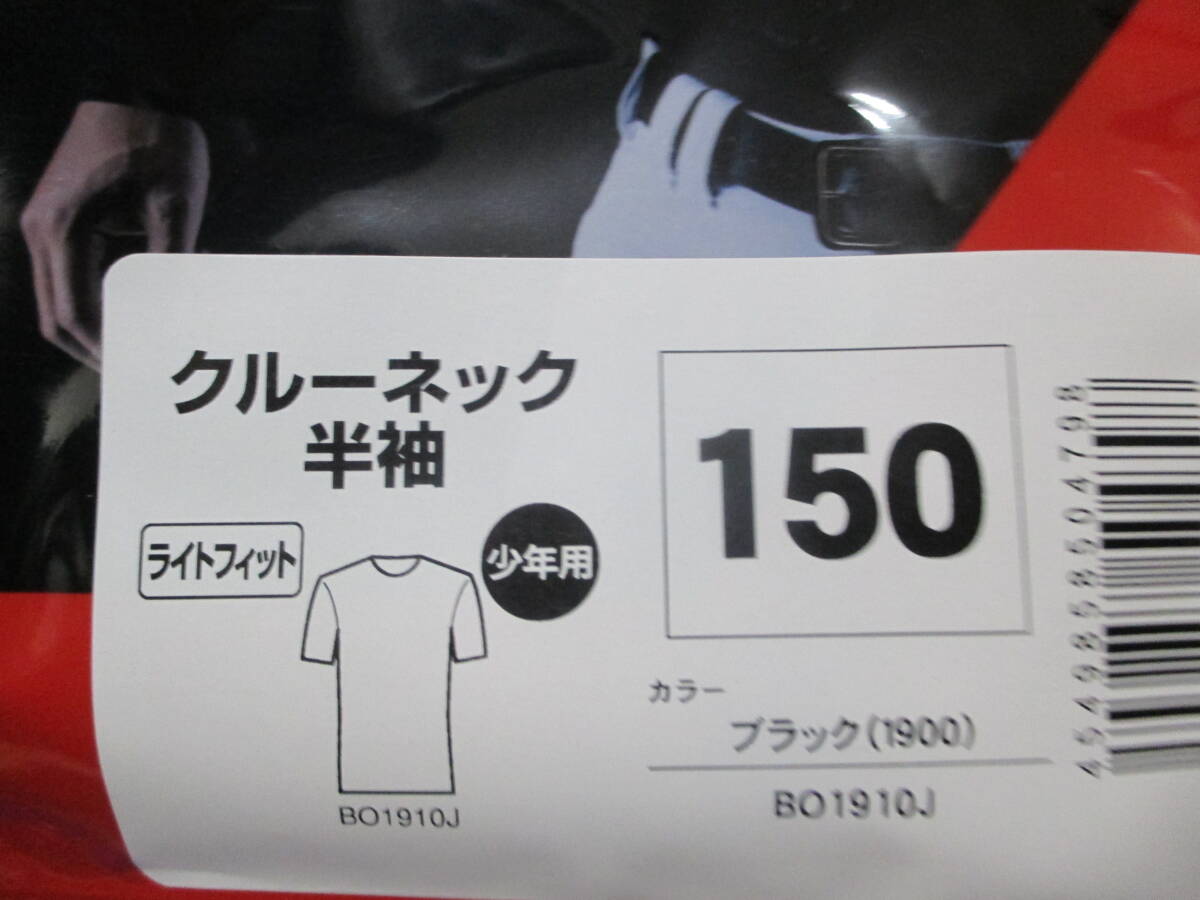 クルーネック
半袖
ライトフィット
少年用
BO1910J
150
カラー
ブラック(1900)
BO1910J
4549858504798